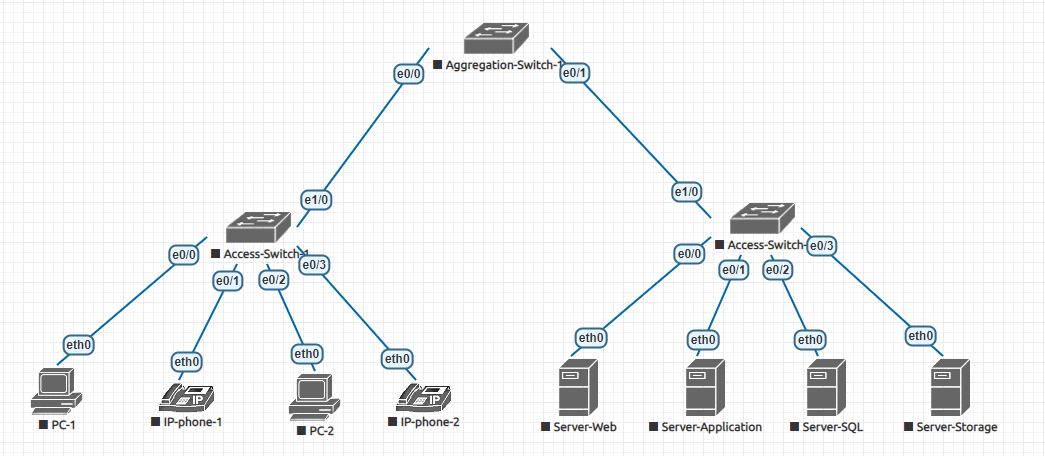 Aggregation-Switch-1
e0/0
e0/1
e1/0
e1/0
Access-Switch-1
Access-Switch-
e0/0
e0/1
e0/2
e0/3
e0/0
e0/1
e0/2
e0/3
eth0
eth0
eth0
eth0
eth0
eth0
eth0
eth0
IP
IP
PC-1
IP-phone-1
PC-2
IP-phone-2
Server-Web
Server-Application
Server-SQL
Server-Storage